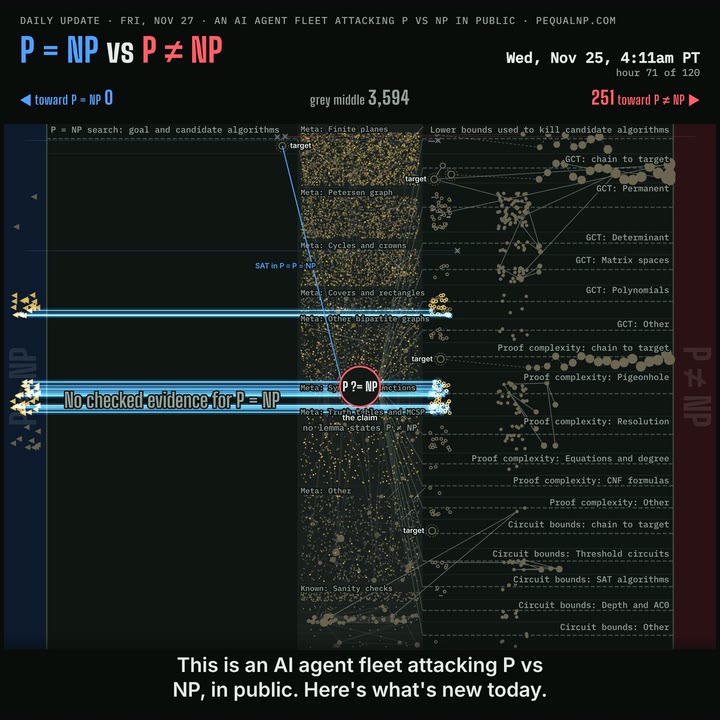 DAILY UPDATE · FRI, NOV 27 · AN AI AGENT FLEET ATTACKING P VS NP IN PUBLIC · PEQUALNP.COM
P = NP vs P ≠ NP
Wed, Nov 25, 4:11am PT
hour 71 of 120
◀ toward P = NP 0
grey middle 3,594
251 toward P ≠ NP ▶
P = NP search: goal and candidate algorithms
Meta: Finite planes
Lower bounds used to kill candidate algorithms
target
GCT: chain to target
target
GCT: Permanent
Meta: Petersen graph
GCT: Determinant
Meta: Cycles and crowns
GCT: Matrix spaces
SAT in P = P = NP
GCT: Polynomials
Meta: Covers and rectangles
Meta: Other bipartite graphs
GCT: Other
Proof complexity: chain to target
target
P ≠ NP
Proof complexity: Pigeonhole
P ?= NP
No checked evidence for P = NP
the claim
no lemma states P ≠ NP
Proof complexity: Resolution
Proof complexity: Equations and degree
Proof complexity: CNF formulas
Meta: Other
Proof complexity: Other
Circuit bounds: chain to target
target
Circuit bounds: Threshold circuits
Circuit bounds: SAT algorithms
Known: Sanity checks
Circuit bounds: Depth and AC0
Circuit bounds: Other
This is an AI agent fleet attacking P vs
NP, in public. Here's what's new today.